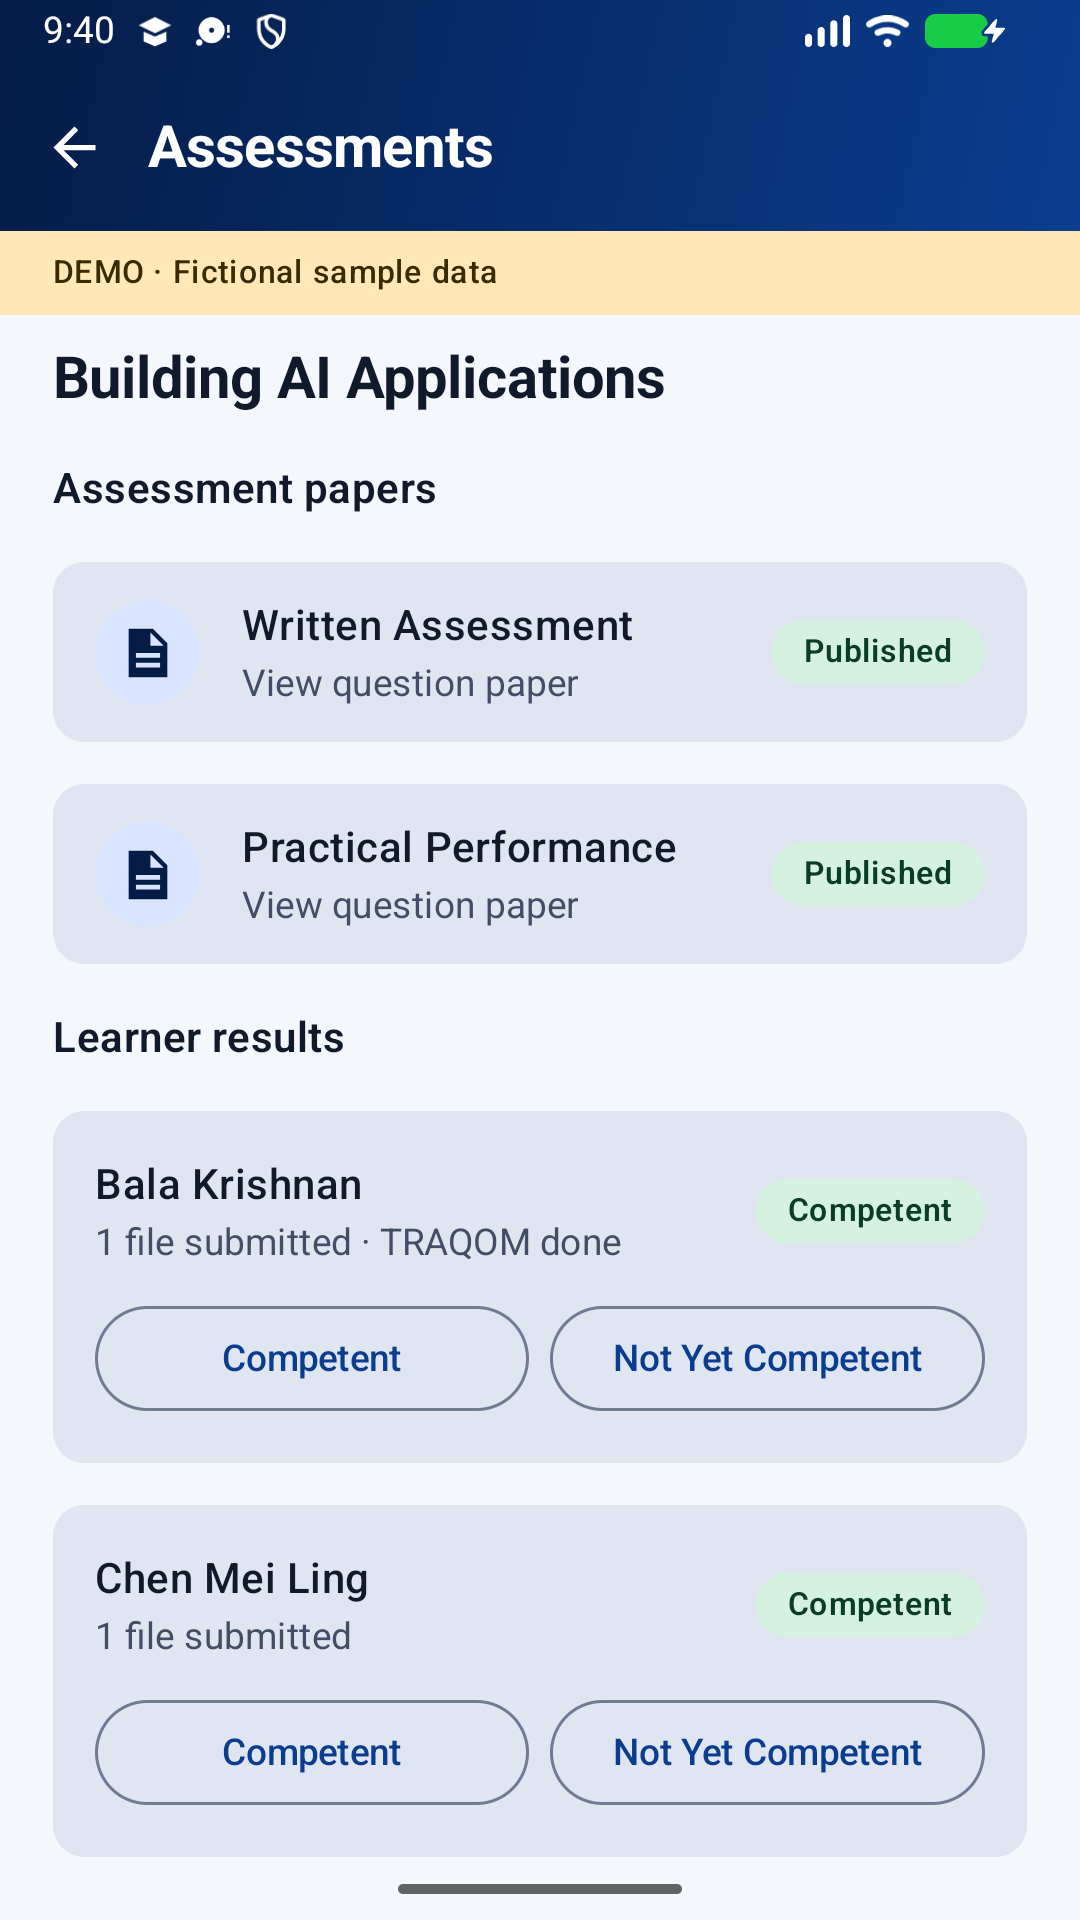 9:40
Assessments
DEMO · Fictional sample data
Building AI Applications
Assessment papers
Written Assessment
View question paper
Published
Practical Performance
View question paper
Published
Learner results
Bala Krishnan
1 file submitted · TRAQOM done
Competent
Competent
Not Yet Competent
Chen Mei Ling
1 file submitted
Competent
Competent
Not Yet Competent